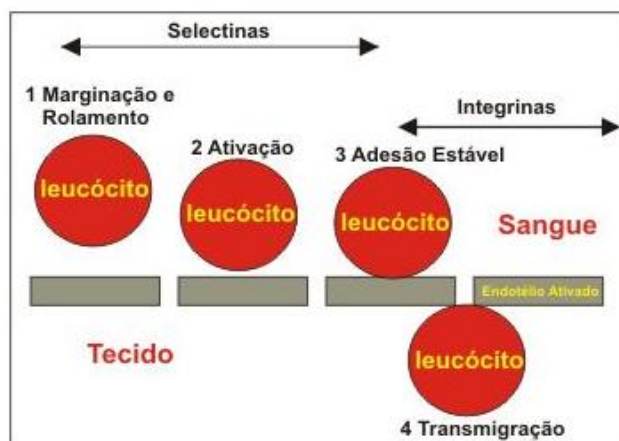 Selectinas
1 Marginação e
Rolamento
Integrinas
2 Ativação
3 Adesão Estável
leucócito
leucócito
leucócito
Sangue
Endotélio Ativado
Tecido
leucócito
4 Transmigração